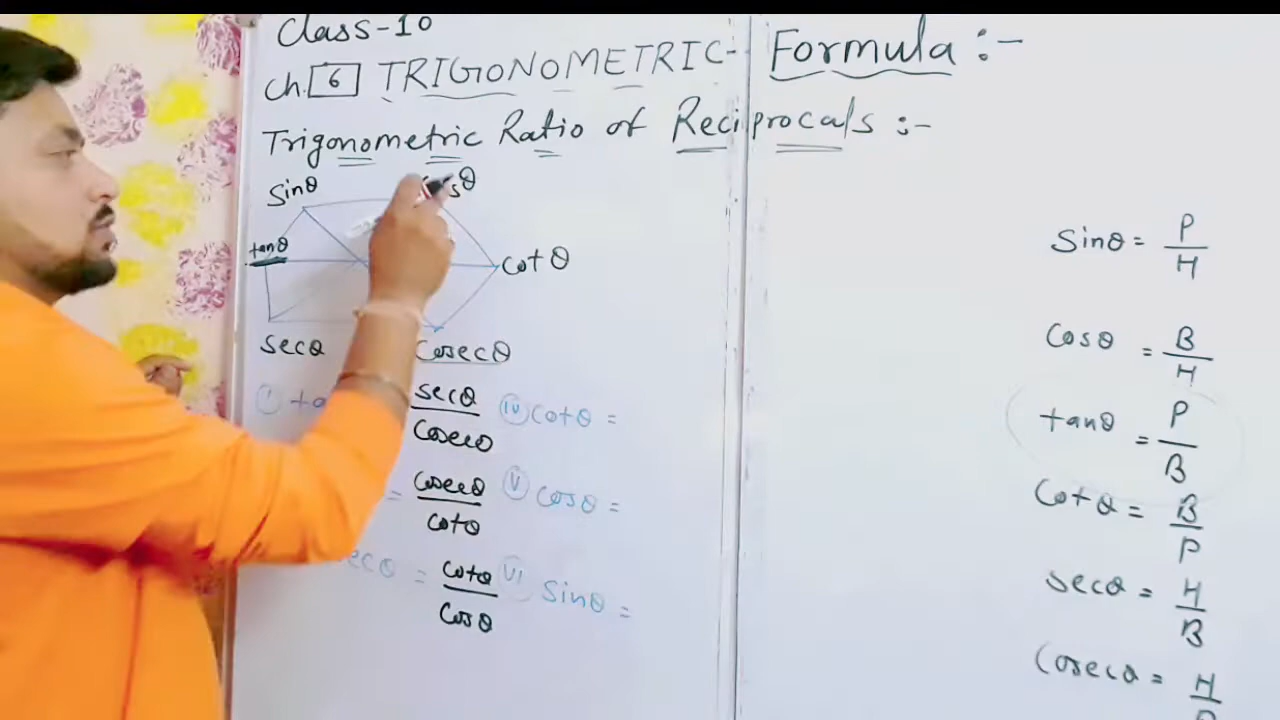 Class-10
Ch. 6 TRIGONOMETRIC- Formula :-
Trigonometric Ratio of Reciprocals :-
sinθ
tanθ
cot θ
secθ
cosecθ
i
secθ
cosecθ
iv cotθ =
= cosecθ
cotθ
v cosθ =
= cotθ
cosθ
vi sinθ =
Sinθ = P
H
Cosθ = B
H
tanθ = P
B
Cotθ = B
P
secθ = H
B
Cosecθ = H